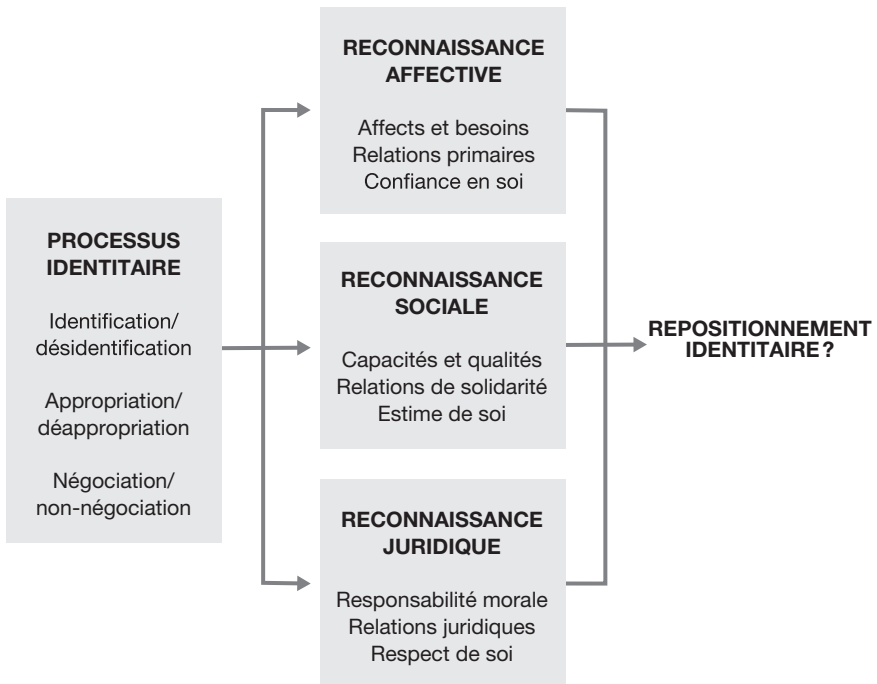 PROCESSUS
IDENTITAIRE
Identification/
désidentification
Appropriation/
déappropriation
Négociation/
non-négociation
RECONNAISSANCE
AFFECTIVE
Affects et besoins
Relations primaires
Confiance en soi
RECONNAISSANCE
SOCIALE
Capacités et qualités
Relations de solidarité
Estime de soi
RECONNAISSANCE
JURIDIQUE
Responsabilité morale
Relations juridiques
Respect de soi
REPOSITIONNEMENT
IDENTITAIRE ?